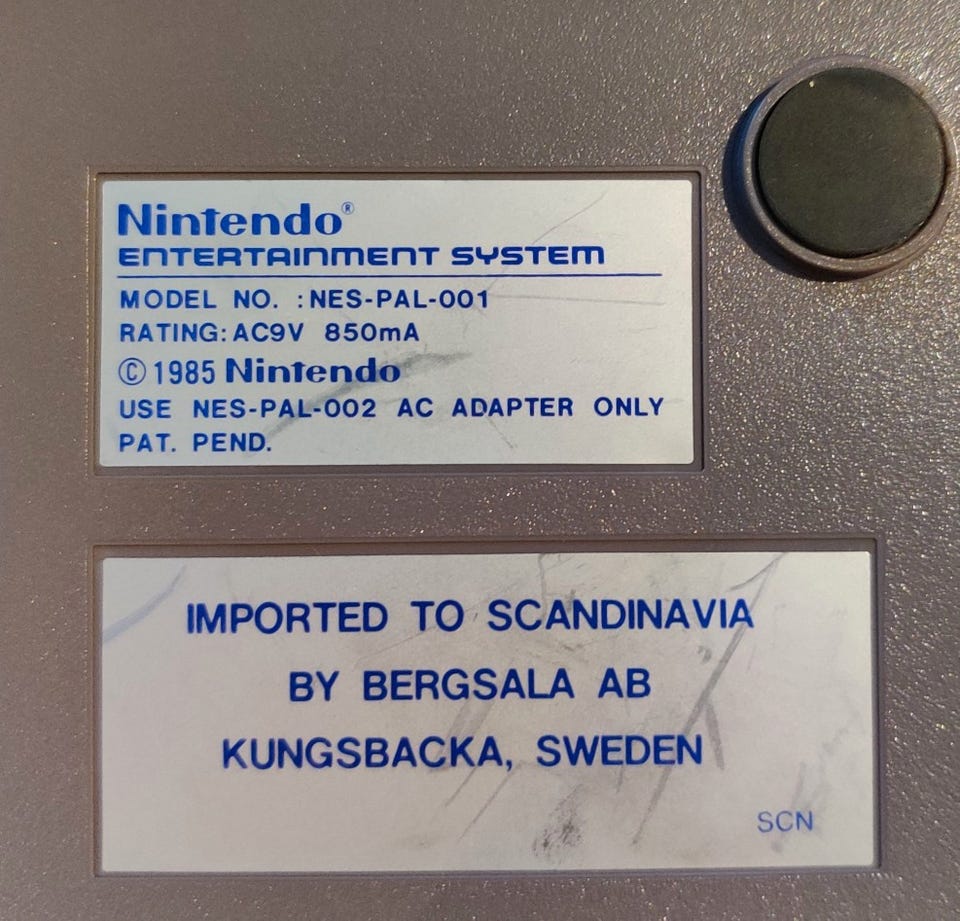 Nintendo®
ENTERTAINMENT SYSTEM
MODEL NO. :NES-PAL-001
RATING:AC9V 850mA
©1985 Nintendo
USE NES-PAL-002 AC ADAPTER ONLY
PAT. PEND.
IMPORTED TO SCANDINAVIA
BY BERGSALA AB
KUNGSBACKA, SWEDEN
SCN